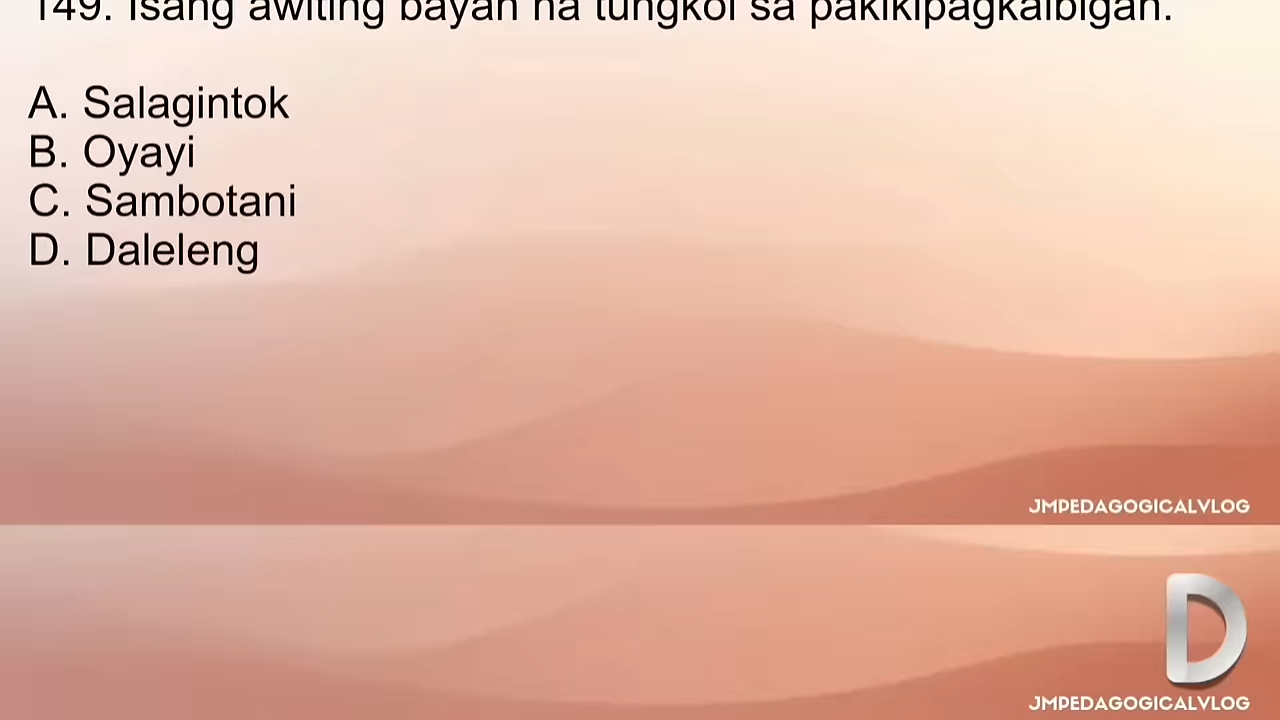 149. Isang awiting bayan na tungkol sa pakikipagkaibigan.
A. Salagintok
B. Oyayi
C. Sambotani
D. Daleleng
JMPEDAGOGICALVLOG
D
JMPEDAGOGICALVLOG